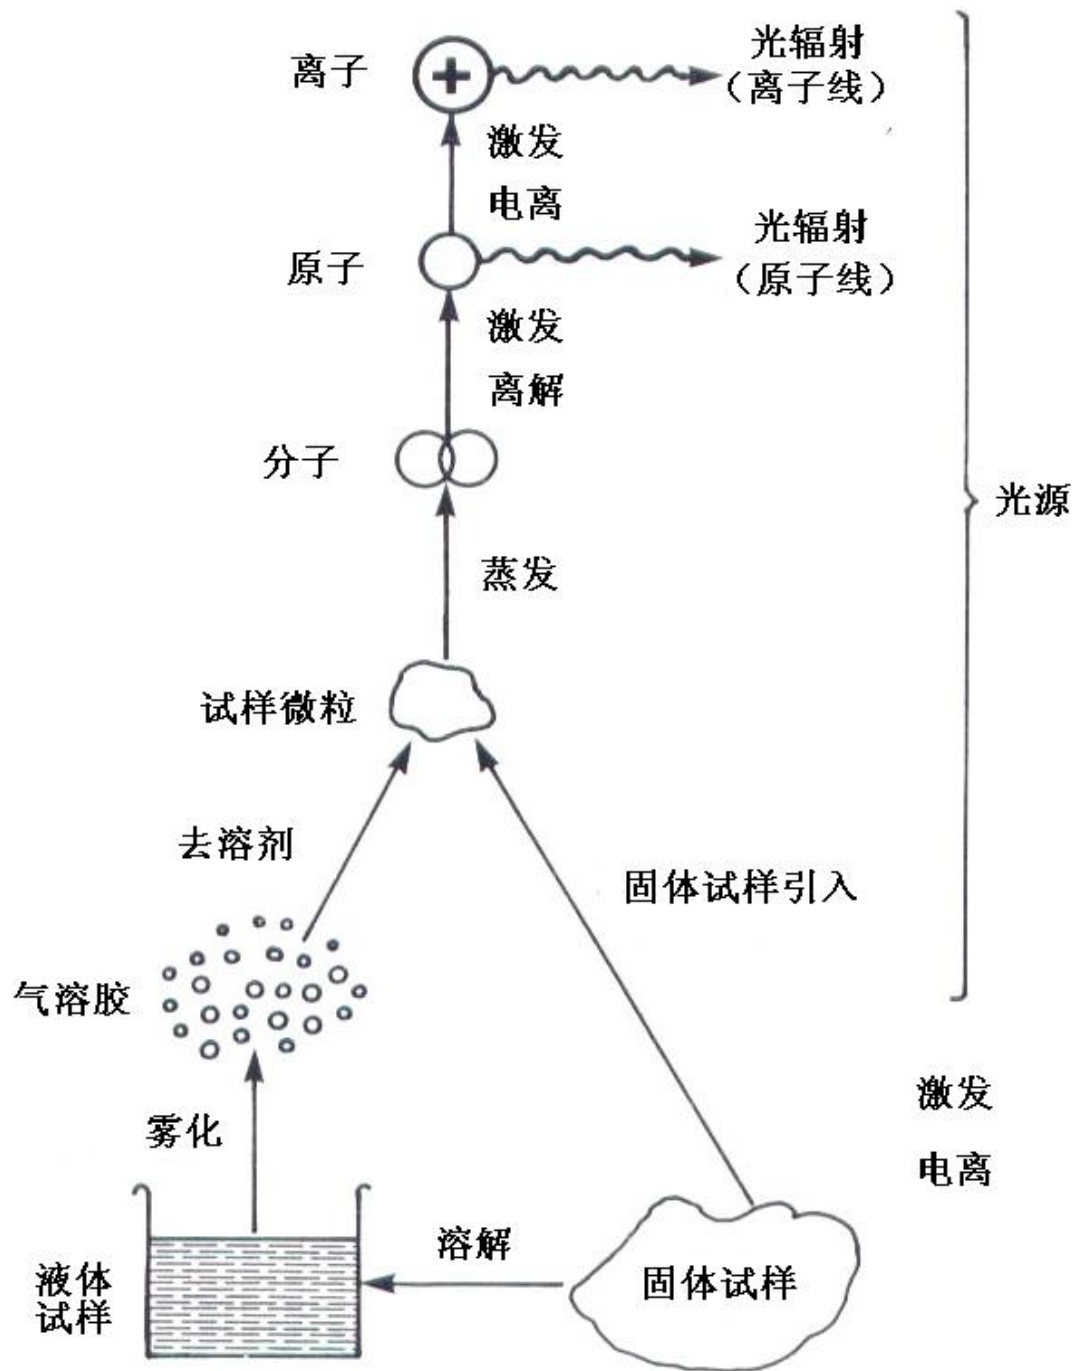 离子
光辐射
（离子线）
激发
电离
原子
光辐射
（原子线）
激发
离解
分子
光源
蒸发
试样微粒
去溶剂
固体试样引入
气溶胶
激发
雾化
电离
溶解
液体
试样
固体试样